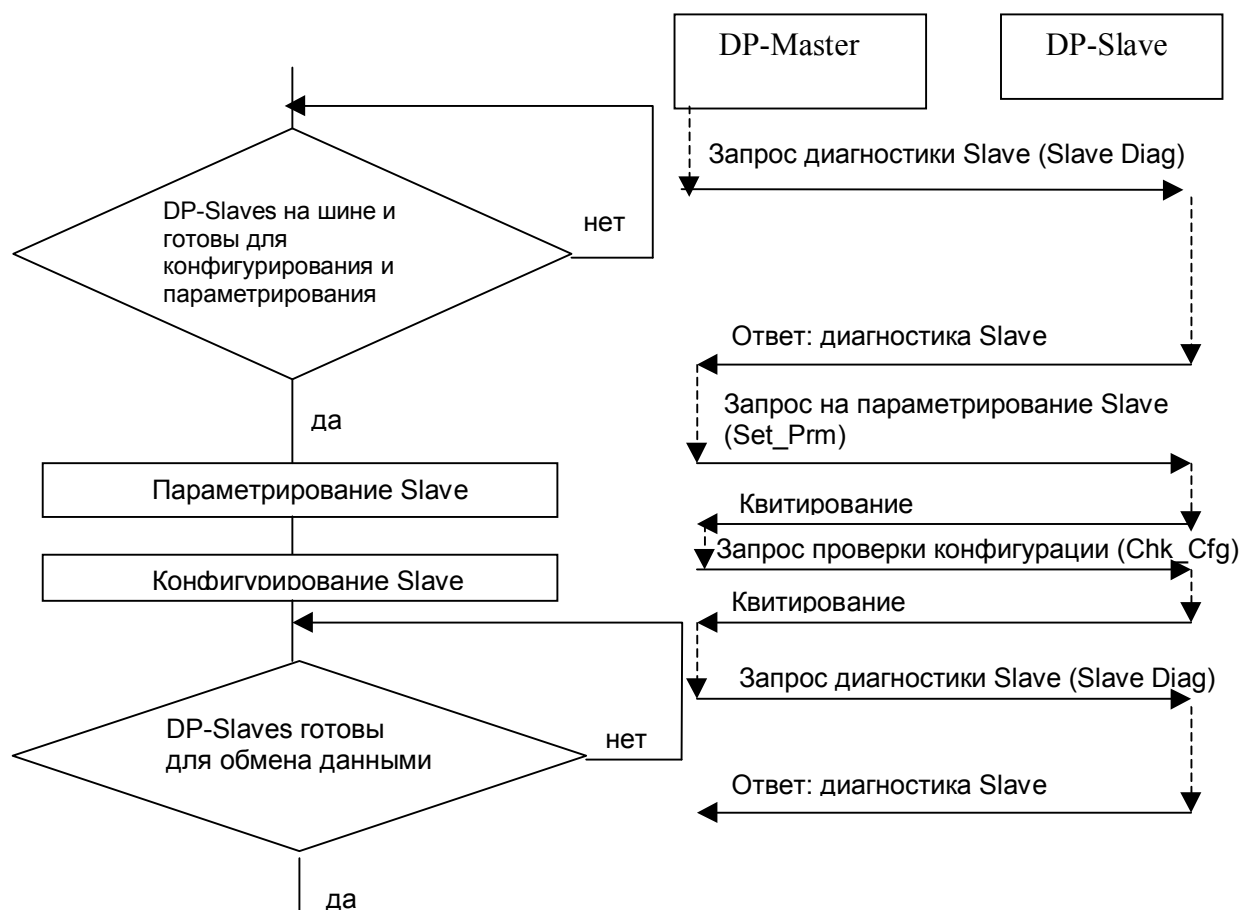 DP-Master
DP-Slave
Запрос диагностики Slave (Slave Diag)
DP-Slaves на шине и
готовы для
конфигурирования и
параметрирования
нет
Ответ: диагностика Slave
да
Запрос на параметрирование Slave
(Set_Prm)
Параметрирование Slave
Квитирование
Запрос проверки конфигурации (Chk_Cfg)
Конфигурирование Slave
Квитирование
Запрос диагностики Slave (Slave Diag)
DP-Slaves готовы
для обмена данными
нет
Ответ: диагностика Slave
да